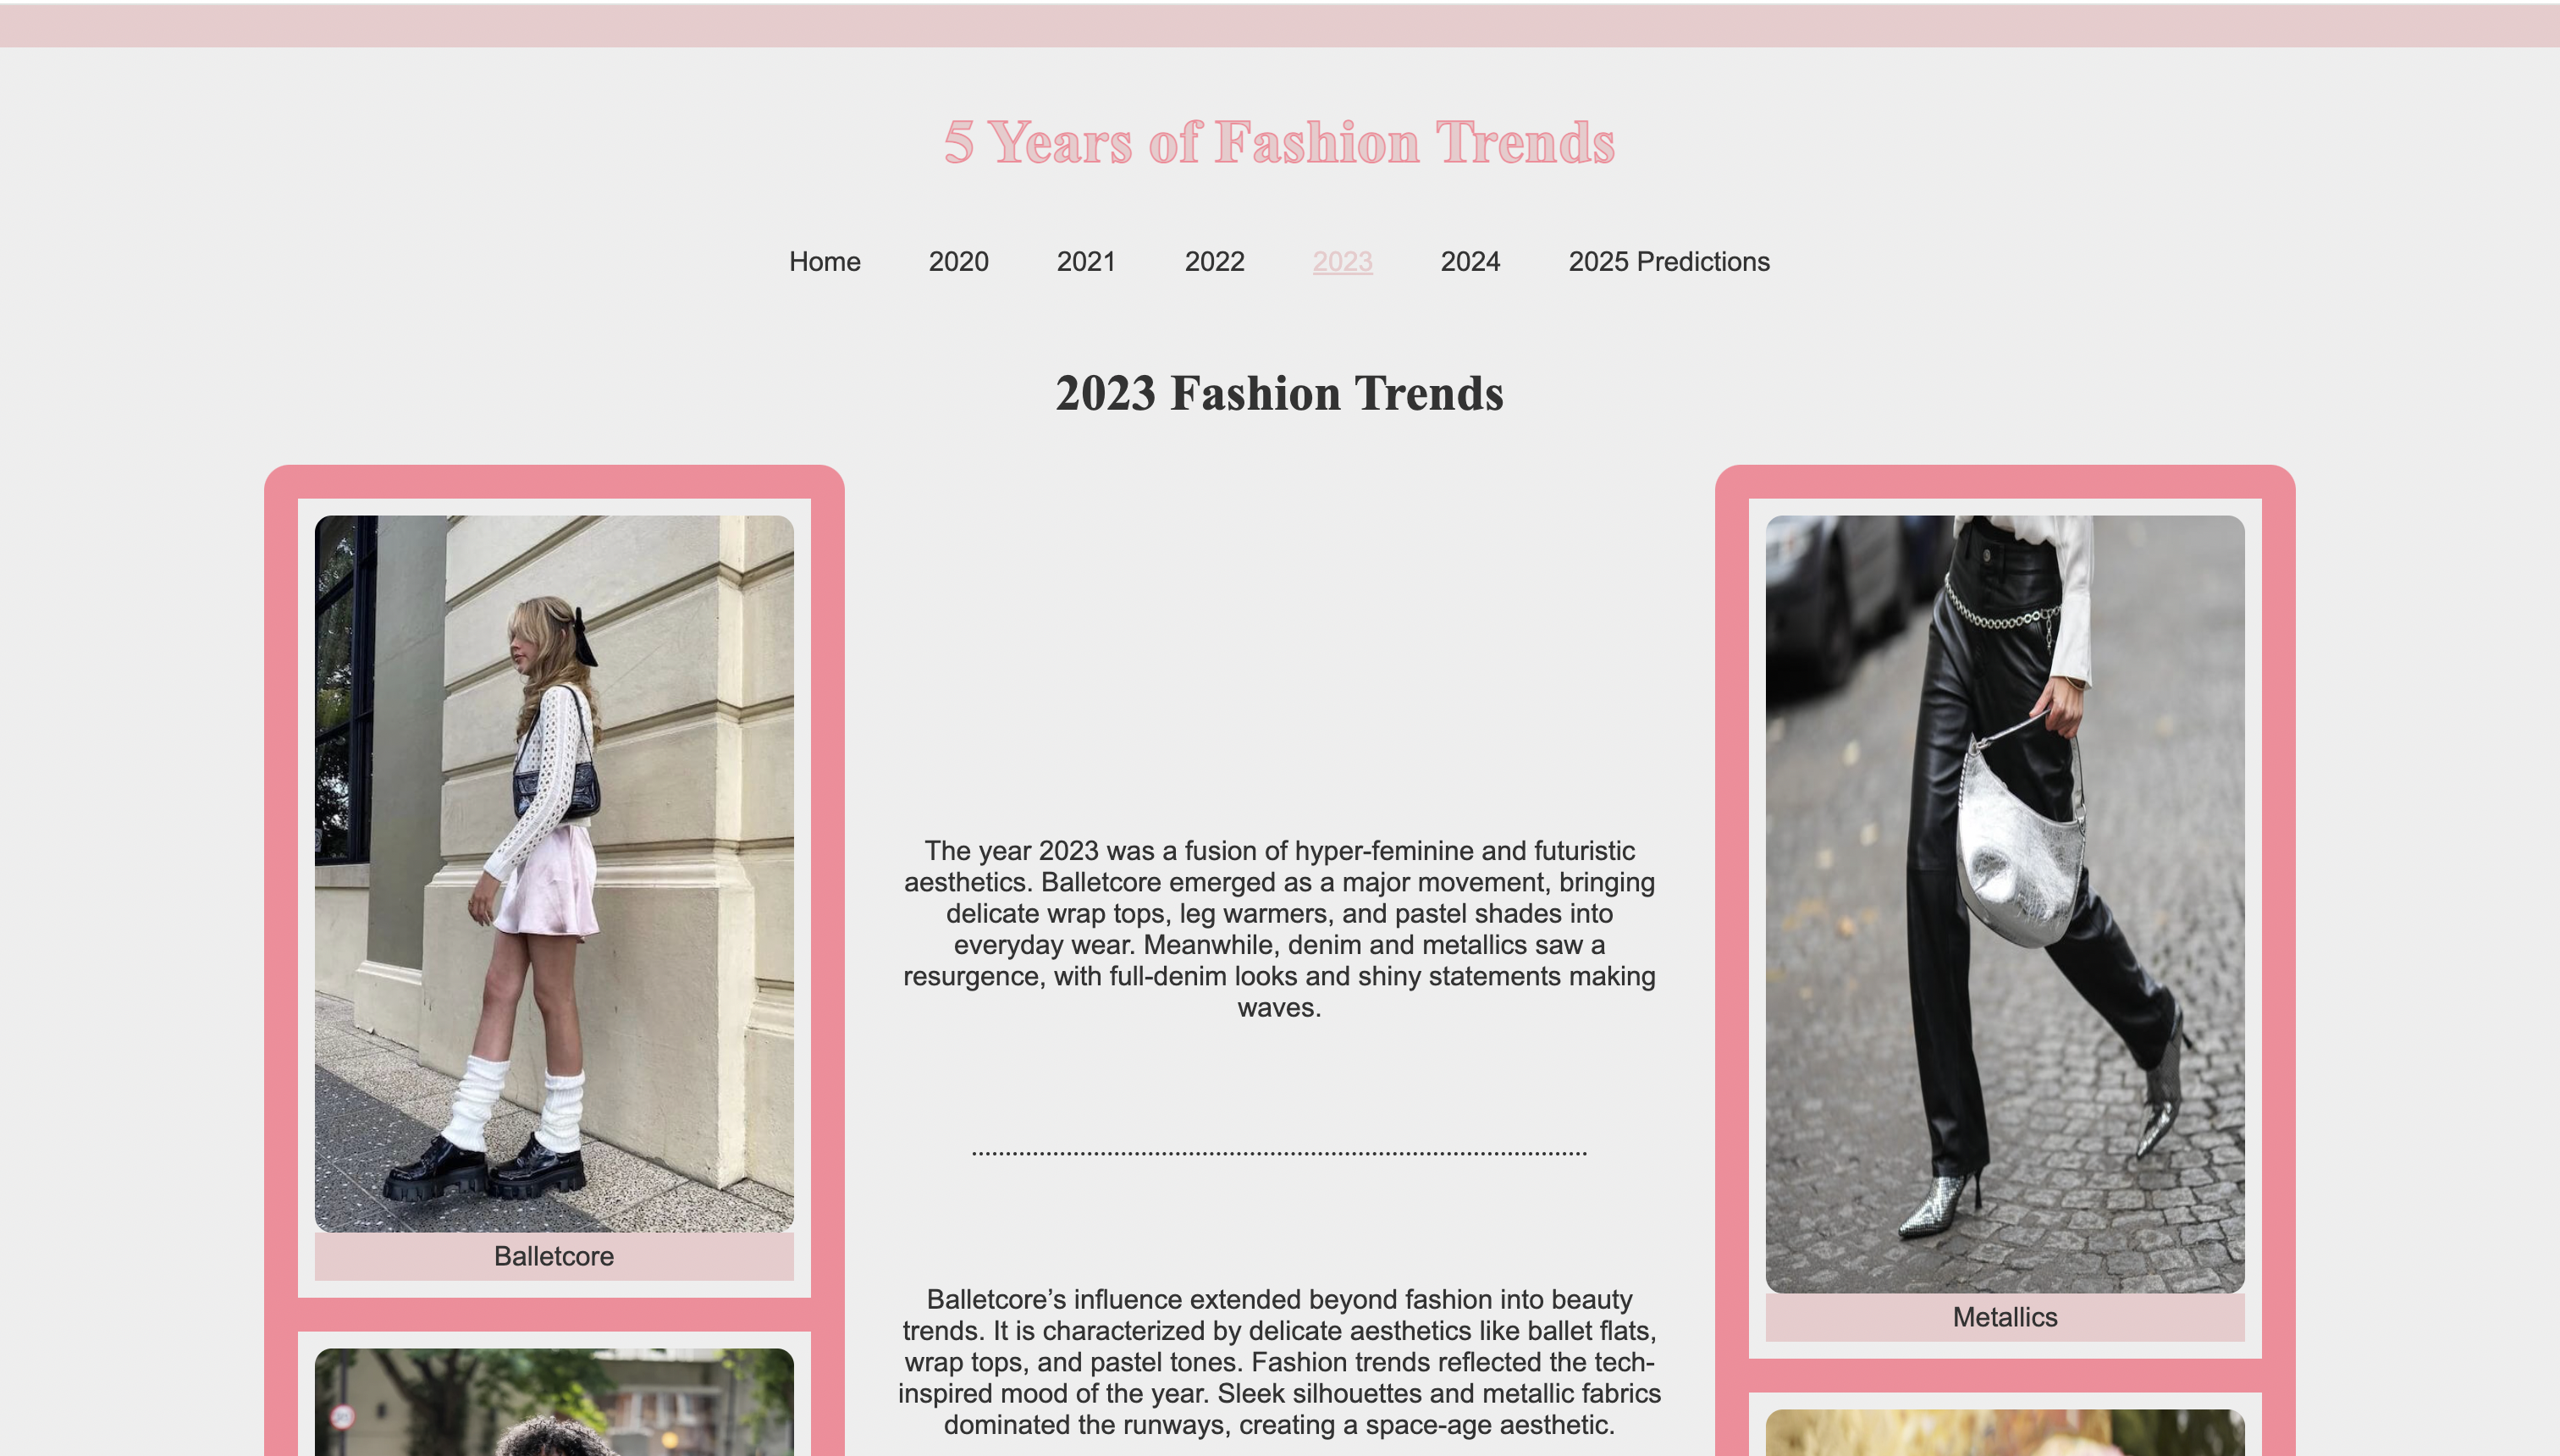 5 Years of Fashion Trends
Home 2020 2021 2022 2023 2024 2025 Predictions
2023 Fashion Trends
Balletcore
The year 2023 was a fusion of hyper-feminine and futuristic
aesthetics. Balletcore emerged as a major movement, bringing
delicate wrap tops, leg warmers, and pastel shades into
everyday wear. Meanwhile, denim and metallics saw a
resurgence, with full-denim looks and shiny statements making
waves.
Balletcore’s influence extended beyond fashion into beauty
trends. It is characterized by delicate aesthetics like ballet flats,
wrap tops, and pastel tones. Fashion trends reflected the tech-
inspired mood of the year. Sleek silhouettes and metallic fabrics
dominated the runways, creating a space-age aesthetic.
Metallics